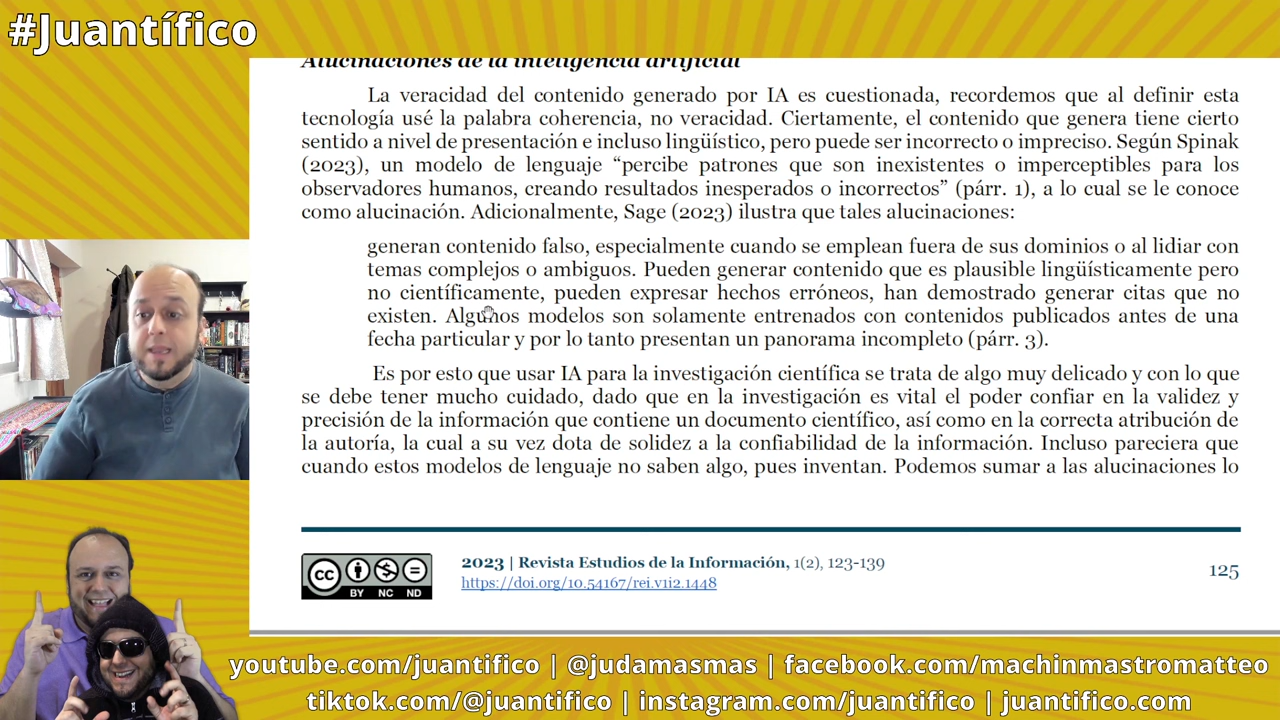 #Juantífico
Alucinaciones de la inteligencia artificial
La veracidad del contenido generado por IA es cuestionada, recordemos que al definir esta
tecnología usé la palabra coherencia, no veracidad. Ciertamente, el contenido que genera tiene cierto
sentido a nivel de presentación e incluso lingüístico, pero puede ser incorrecto o impreciso. Según Spinak
(2023), un modelo de lenguaje “percibe patrones que son inexistentes o imperceptibles para los
observadores humanos, creando resultados inesperados o incorrectos” (párr. 1), a lo cual se le conoce
como alucinación. Adicionalmente, Sage (2023) ilustra que tales alucinaciones:
generan contenido falso, especialmente cuando se emplean fuera de sus dominios o al lidiar con
temas complejos o ambiguos. Pueden generar contenido que es plausible lingüísticamente pero
no científicamente, pueden expresar hechos erróneos, han demostrado generar citas que no
existen. Algunos modelos son solamente entrenados con contenidos publicados antes de una
fecha particular y por lo tanto presentan un panorama incompleto (párr. 3).
Es por esto que usar IA para la investigación científica se trata de algo muy delicado y con lo que
se debe tener mucho cuidado, dado que en la investigación es vital el poder confiar en la validez y
precisión de la información que contiene un documento científico, así como en la correcta atribución de
la autoría, la cual a su vez dota de solidez a la confiabilidad de la información. Incluso pareciera que
cuando estos modelos de lenguaje no saben algo, pues inventan. Podemos sumar a las alucinaciones lo
cc BY NC ND
2023 | Revista Estudios de la Información, 1(2), 123-139
https://doi.org/10.54167/rei.v1i2.1448
125
youtube.com/juantifico | @judamasmas | facebook.com/machinmastromatteo
tiktok.com/@juantifico | instagram.com/juantifico | juantifico.com